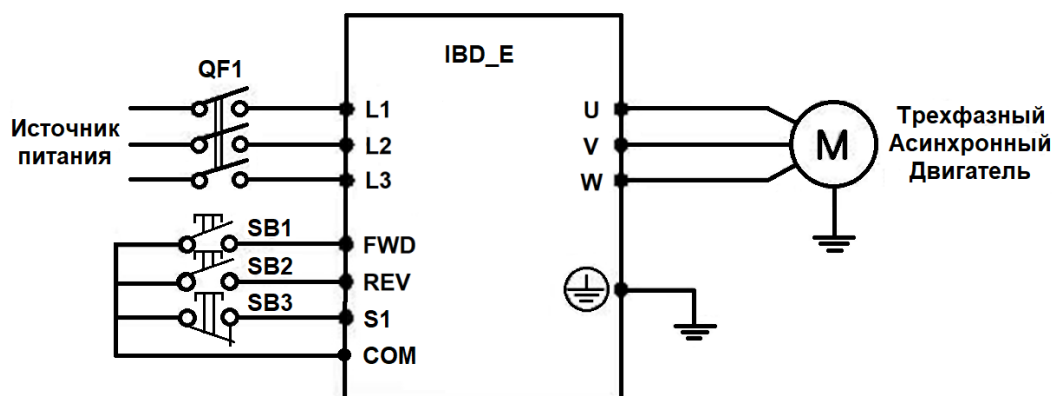 IBD_E
QF1
Источник
питания
L1
L2
L3
U
V
W
M
Трехфазный
Асинхронный
Двигатель
SB1
FWD
SB2
REV
SB3
S1
COM